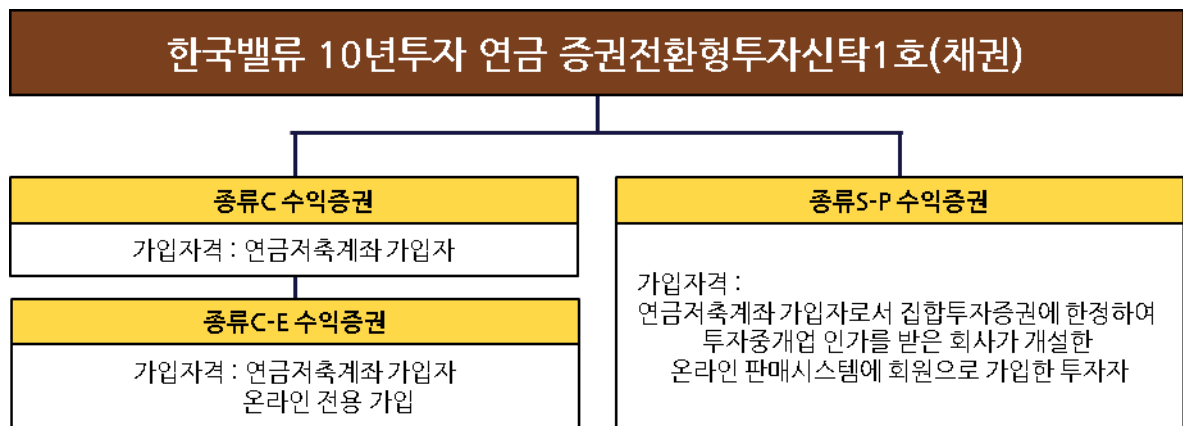 한국밸류 10년투자 연금 증권전환형투자신탁1호(채권)
종류C 수익증권
가입자격 : 연금저축계좌 가입자
종류C-E 수익증권
가입자격 : 연금저축계좌 가입자
온라인 전용 가입
종류S-P 수익증권
가입자격 :
연금저축계좌 가입자로서 집합투자증권에 한정하여
투자중개업 인가를 받은 회사가 개설한
온라인 판매시스템에 회원으로 가입한 투자자